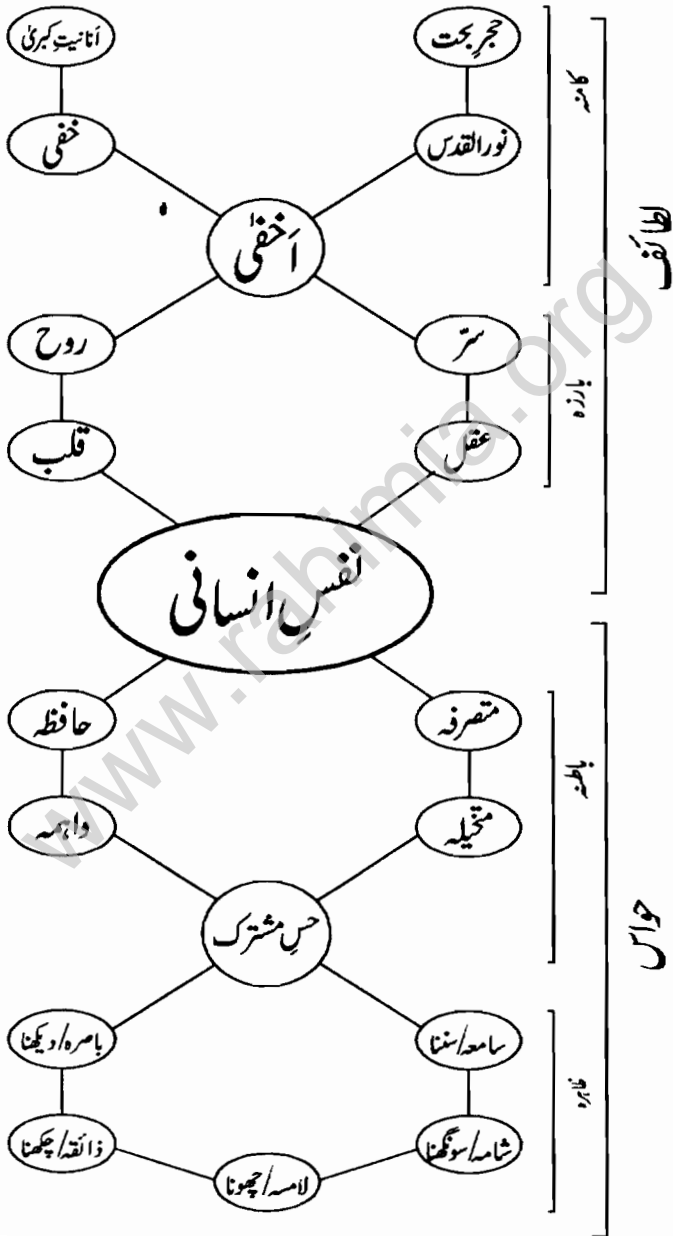 حجرِ بحت
انانیتِ کبریٰ
کامنہ
نور القدس
خفی
لطائف
اَخفیٰ
سرّ
روح
بارزہ
عقل
قلب
نفسِ انسانی
متصرفہ
حافظہ
باطنہ
متخیلہ
واہمہ
حسِ مشترک
حواس
سامعہ/سننا
باصرہ/دیکھنا
ظاہرہ
شامہ/سونگھنا
ذائقہ/چکھنا
لامسہ/چھونا
www.rahimia.org